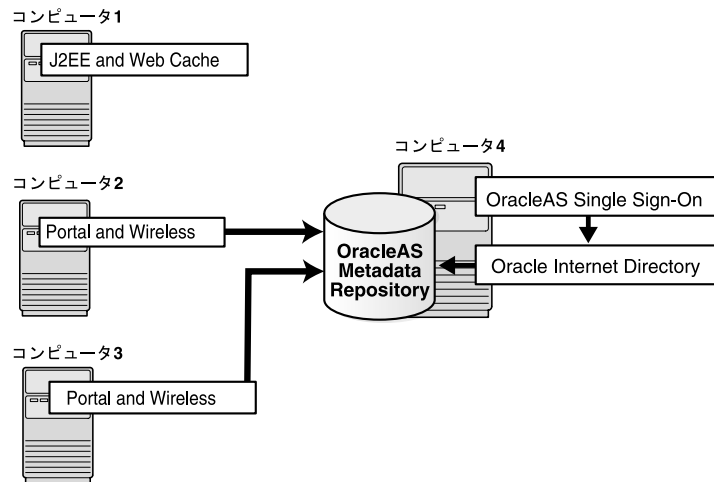 コンピュータ1
J2EE and Web Cache
コンピュータ2
Portal and Wireless
コンピュータ3
Portal and Wireless
コンピュータ4
OracleAS
Metadata
Repository
OracleAS Single Sign-On
Oracle Internet Directory